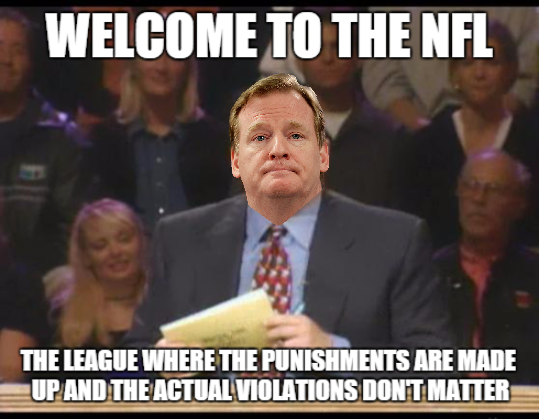 WELCOME TO THE NFL
THE LEAGUE WHERE THE PUNISHMENTS ARE MADE
UP AND THE ACTUAL VIOLATIONS DON'T MATTER